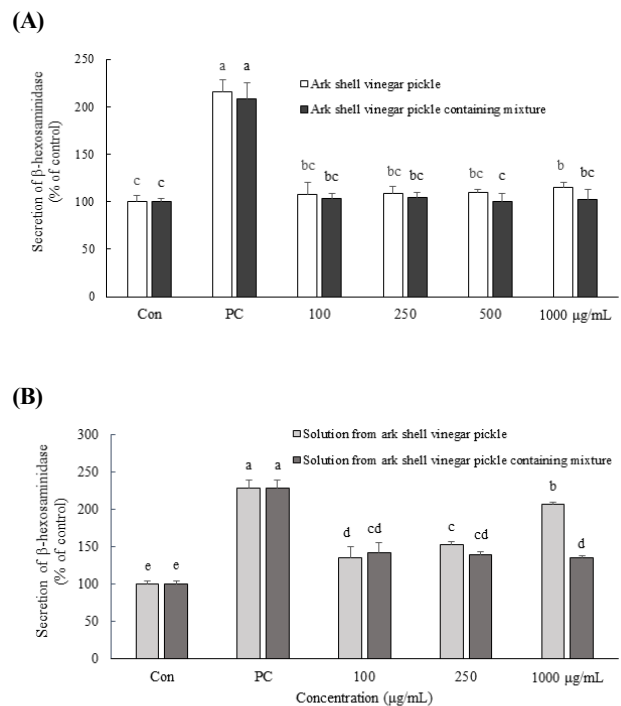 (A)
Secretion of β-hexosaminidase
(% of control)
250
200
150
100
50
0
Ark shell vinegar pickle
Ark shell vinegar pickle containing mixture
a a
c c bc bc bc bc bc c b bc
Con PC 100 250 500 1000 μg/mL
(B)
Secretion of β-hexosaminidase
(% of control)
300
250
200
150
100
50
0
Solution from ark shell vinegar pickle
Solution from ark shell vinegar pickle containing mixture
e e a a d cd c cd b d
Con PC 100 250 1000 μg/mL
Concentration (μg/mL)